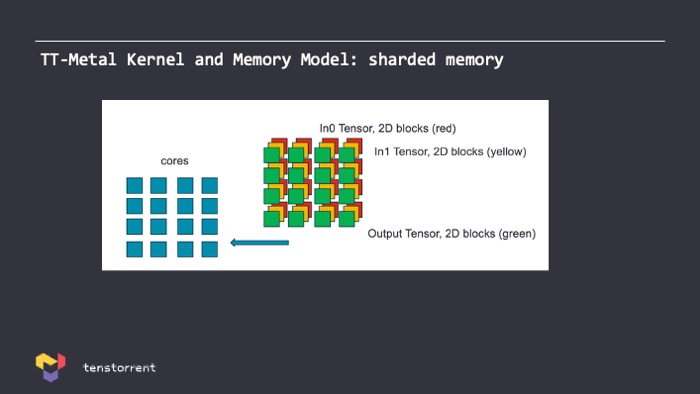 TT-Metal Kernel and Memory Model: sharded memory
In0 Tensor, 2D blocks (red)
In1 Tensor, 2D blocks (yellow)
cores
Output Tensor, 2D blocks (green)
tenstorrent